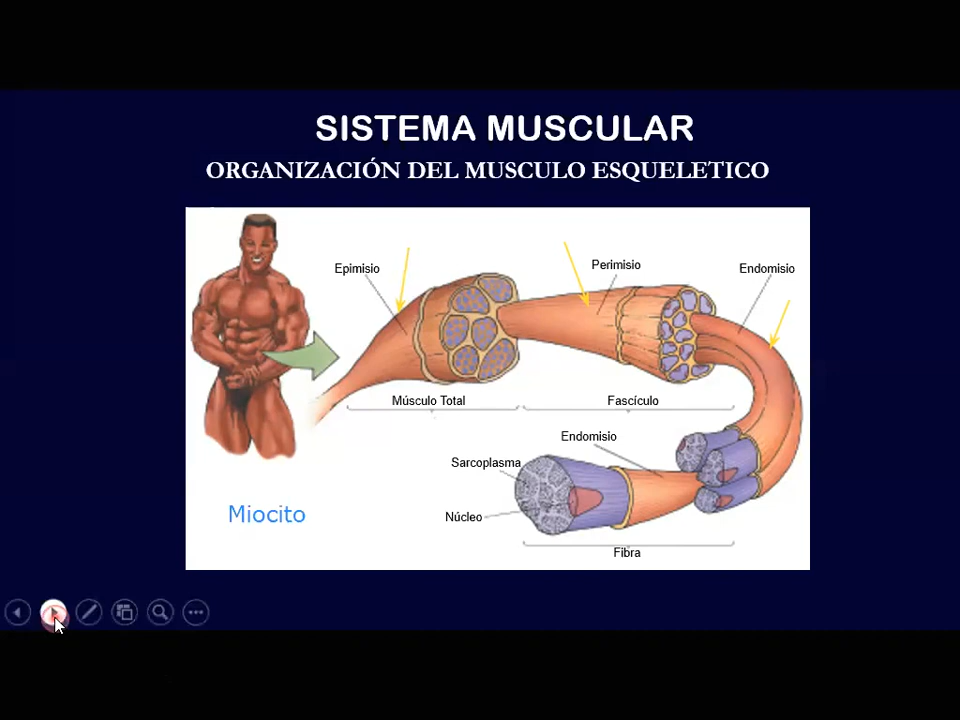 SISTEMA MUSCULAR
ORGANIZACIÓN DEL MUSCULO ESQUELETICO
Epimisio
Perimisio
Endomisio
Músculo Total
Fascículo
Endomisio
Sarcoplasma
Núcleo
Miocito
Fibra